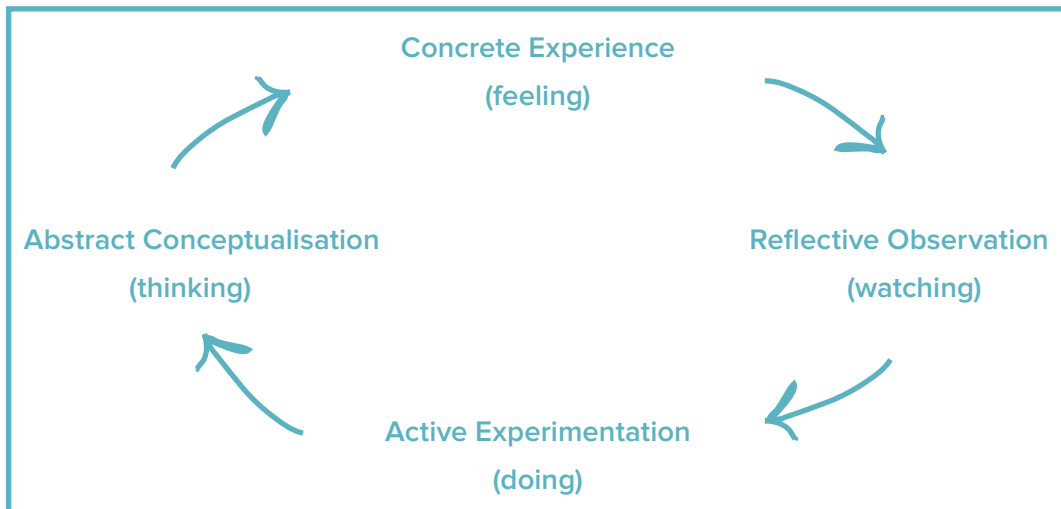 Concrete Experience
(feeling)
Abstract Conceptualisation
(thinking)
Reflective Observation
(watching)
Active Experimentation
(doing)